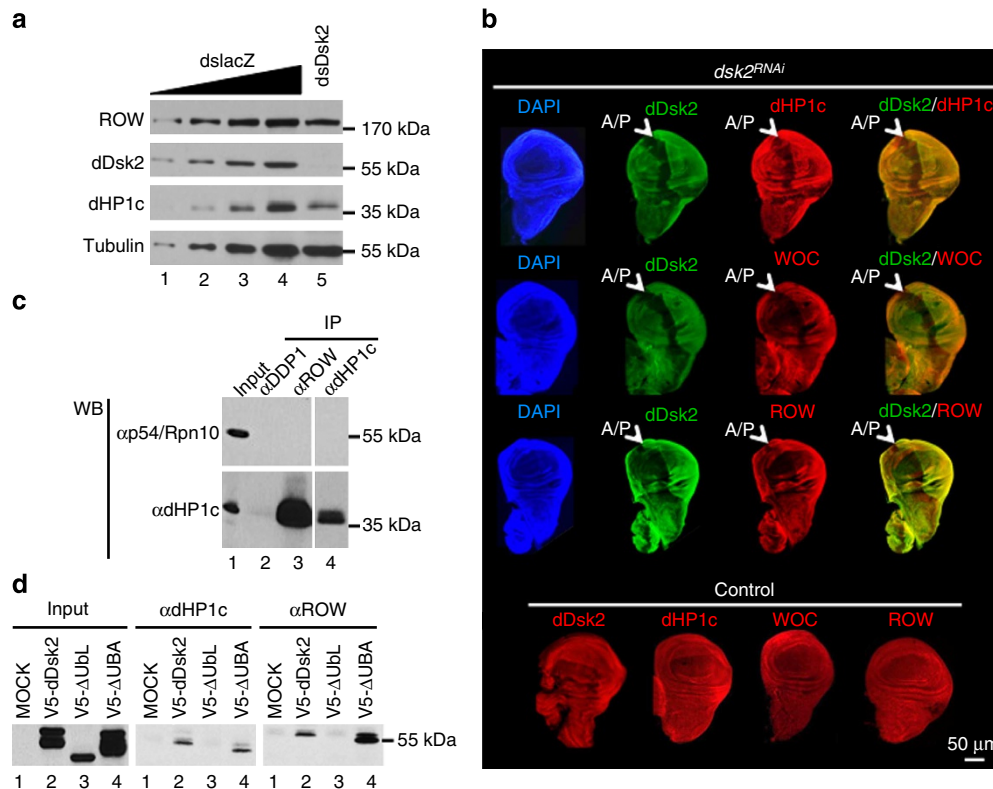 a
dslacZ
dsDsk2
ROW
170 kDa
dDsk2
55 kDa
dHP1c
35 kDa
Tubulin
55 kDa
1 2 3 4 5
b
dsk2RNAi
DAPI dDsk2 dHP1c dDsk2/dHP1c
A/P A/P A/P
DAPI dDsk2 WOC dDsk2/WOC
A/P A/P A/P
DAPI dDsk2 ROW dDsk2/ROW
A/P A/P A/P
Control
dDsk2 dHP1c WOC ROW
50 μm
c
IP
Input αDDP1 αROW αdHP1c
WB
αp54/Rpn10
55 kDa
αdHP1c
35 kDa
1 2 3 4
d
Input αdHP1c αROW
MOCK V5-dDsk2 V5-ΔUbL V5-ΔUBA MOCK V5-dDsk2 V5-ΔUbL V5-ΔUBA MOCK V5-dDsk2 V5-ΔUbL V5-ΔUBA
55 kDa
1 2 3 4 1 2 3 4 1 2 3 4